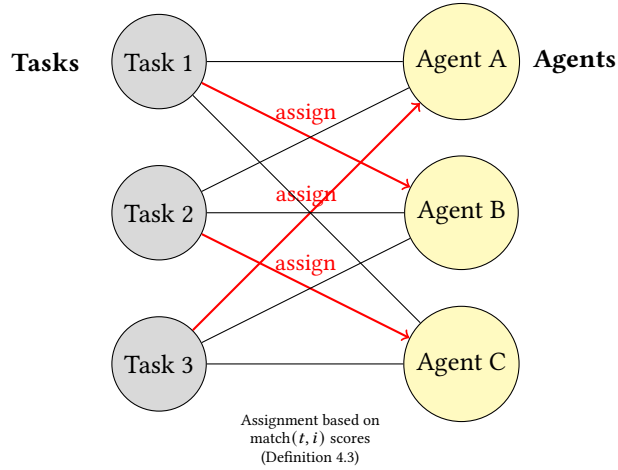 Tasks
Task 1
Agent A
Agents
assign
Task 2
assign
Agent B
assign
Task 3
Agent C
Assignment based on
match(t, i) scores
(Definition 4.3)